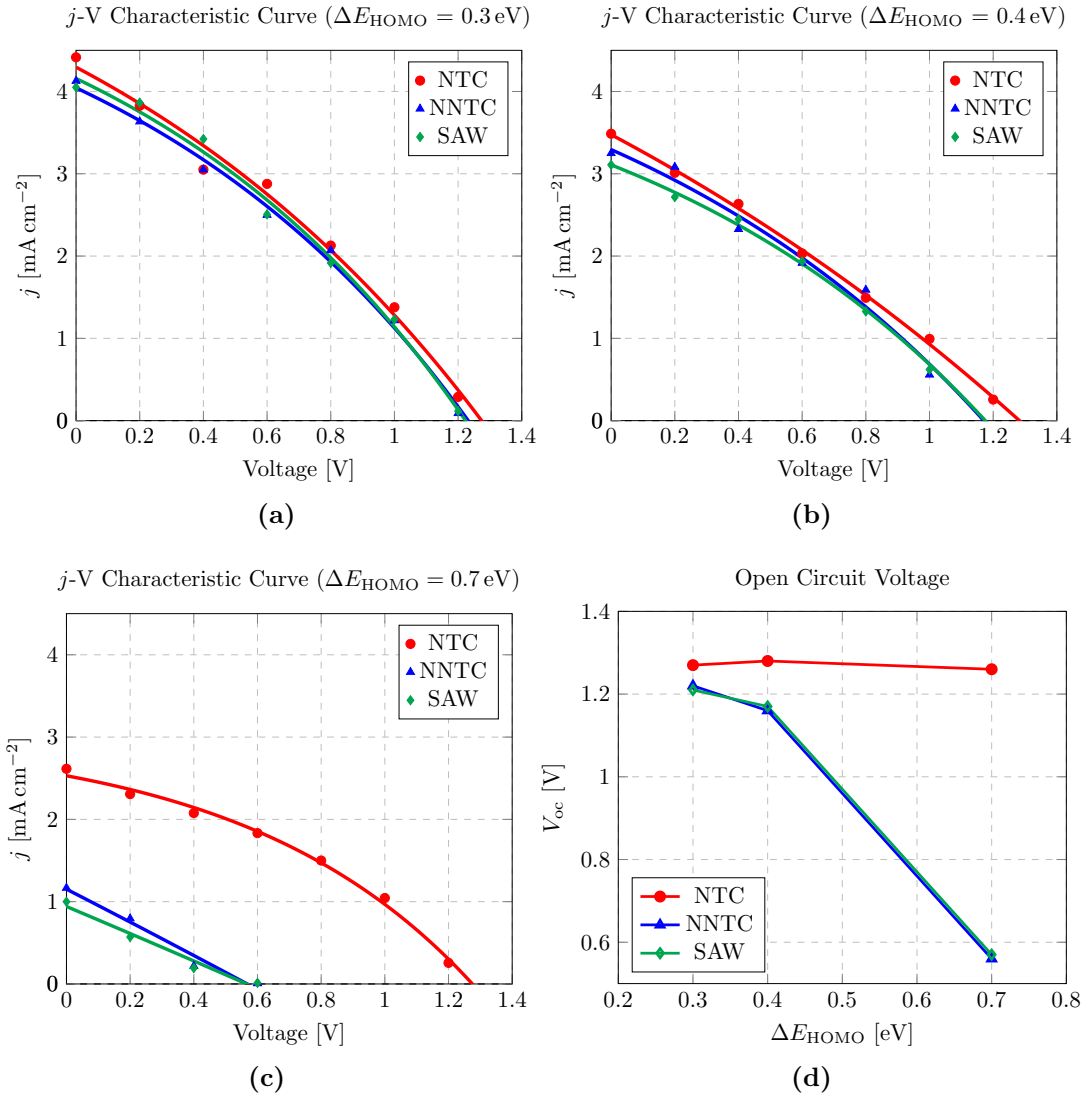 j-V Characteristic Curve (ΔE_HOMO = 0.3 eV)
4
3
2
1
0
0
0.2
0.4
0.6
0.8
1
1.2
1.4
j [mA cm⁻²]
Voltage [V]
NTC
NNTC
SAW
(a)
j-V Characteristic Curve (ΔE_HOMO = 0.4 eV)
4
3
2
1
0
0
0.2
0.4
0.6
0.8
1
1.2
1.4
j [mA cm⁻²]
Voltage [V]
NTC
NNTC
SAW
(b)
j-V Characteristic Curve (ΔE_HOMO = 0.7 eV)
4
3
2
1
0
0
0.2
0.4
0.6
0.8
1
1.2
1.4
j [mA cm⁻²]
Voltage [V]
NTC
NNTC
SAW
(c)
Open Circuit Voltage
1.4
1.2
1
0.8
0.6
0.2
0.3
0.4
0.5
0.6
0.7
0.8
V_oc [V]
ΔE_HOMO [eV]
NTC
NNTC
SAW
(d)